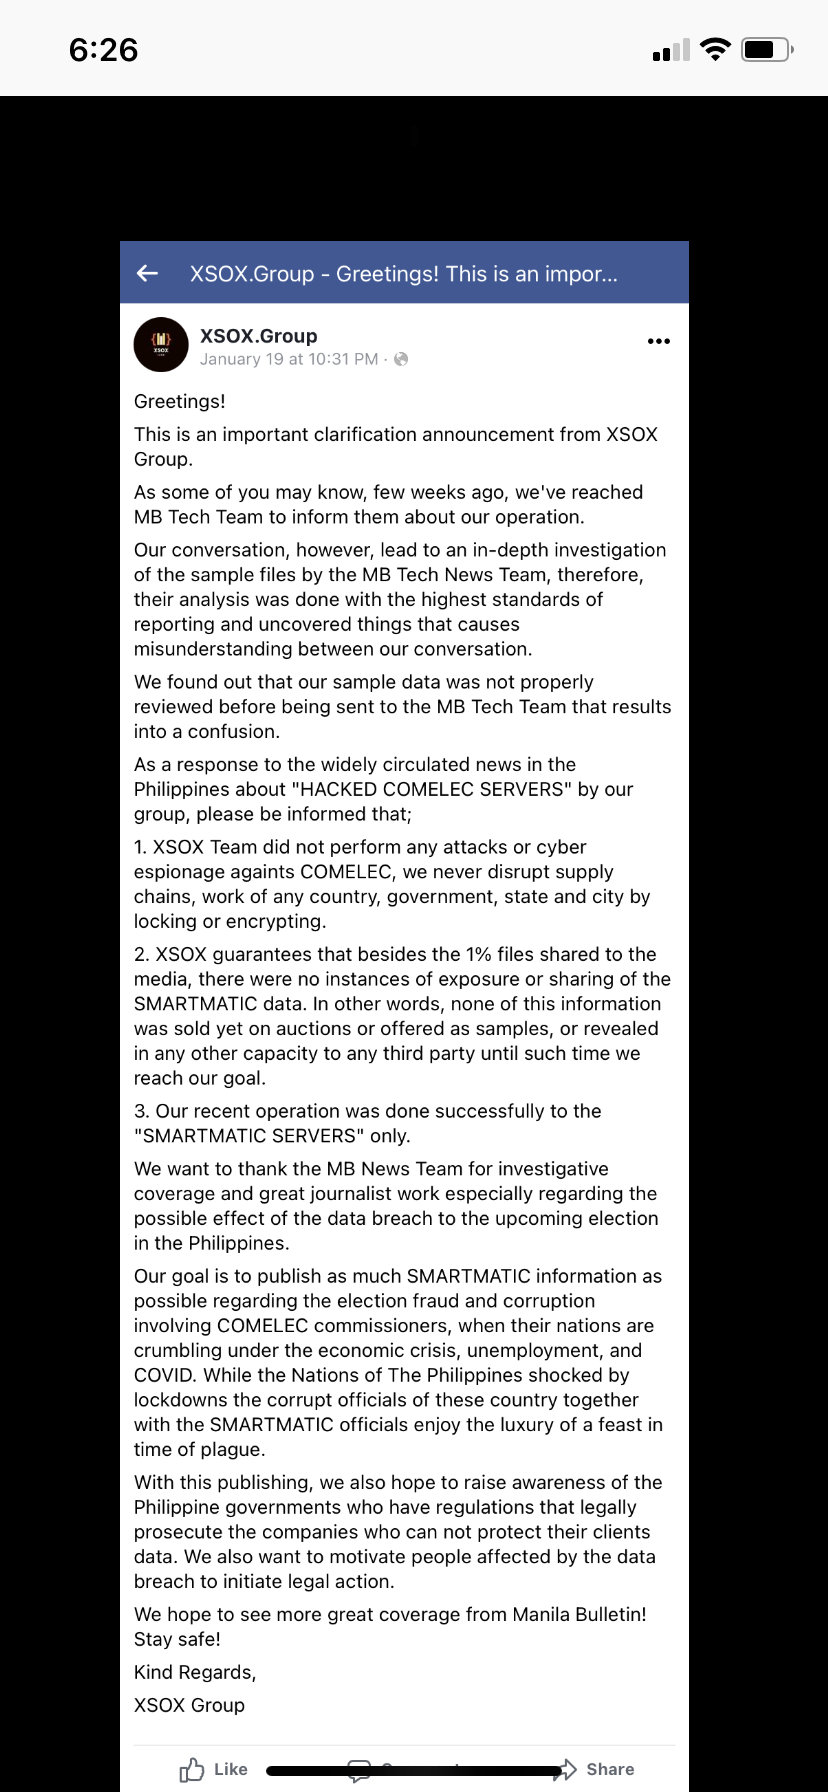 6:26
XSOX.Group - Greetings! This is an impor...
XSOX
XSOX.Group
January 19 at 10:31 PM ·
Greetings!
This is an important clarification announcement from XSOX
Group.
As some of you may know, few weeks ago, we've reached
MB Tech Team to inform them about our operation.
Our conversation, however, lead to an in-depth investigation
of the sample files by the MB Tech News Team, therefore,
their analysis was done with the highest standards of
reporting and uncovered things that causes
misunderstanding between our conversation.
We found out that our sample data was not properly
reviewed before being sent to the MB Tech Team that results
into a confusion.
As a response to the widely circulated news in the
Philippines about "HACKED COMELEC SERVERS" by our
group, please be informed that;
1. XSOX Team did not perform any attacks or cyber
espionage againts COMELEC, we never disrupt supply
chains, work of any country, government, state and city by
locking or encrypting.
2. XSOX guarantees that besides the 1% files shared to the
media, there were no instances of exposure or sharing of the
SMARTMATIC data. In other words, none of this information
was sold yet on auctions or offered as samples, or revealed
in any other capacity to any third party until such time we
reach our goal.
3. Our recent operation was done successfully to the
"SMARTMATIC SERVERS" only.
We want to thank the MB News Team for investigative
coverage and great journalist work especially regarding the
possible effect of the data breach to the upcoming election
in the Philippines.
Our goal is to publish as much SMARTMATIC information as
possible regarding the election fraud and corruption
involving COMELEC commissioners, when their nations are
crumbling under the economic crisis, unemployment, and
COVID. While the Nations of The Philippines shocked by
lockdowns the corrupt officials of these country together
with the SMARTMATIC officials enjoy the luxury of a feast in
time of plague.
With this publishing, we also hope to raise awareness of the
Philippine governments who have regulations that legally
prosecute the companies who can not protect their clients
data. We also want to motivate people affected by the data
breach to initiate legal action.
We hope to see more great coverage from Manila Bulletin!
Stay safe!
Kind Regards,
XSOX Group
Like
Share